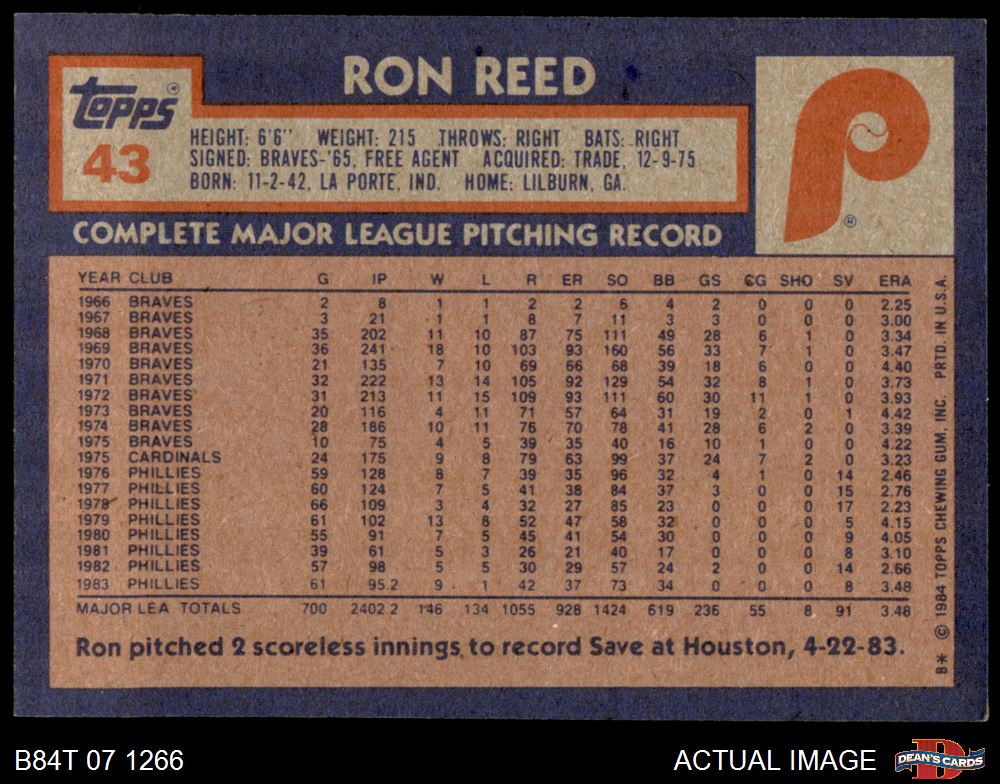 RON REED
Topps®
43
HEIGHT: 6'6" WEIGHT: 215 THROWS: RIGHT BATS: RIGHT
SIGNED: BRAVES-'65, FREE AGENT ACQUIRED: TRADE, 12-9-75
BORN: 11-2-42, LA PORTE, IND. HOME: LILBURN, GA.
P ®
COMPLETE MAJOR LEAGUE PITCHING RECORD
YEAR CLUB G IP W L R ER SO BB GS CG SHO SV ERA
1966 BRAVES 2 8 1 1 2 2 6 4 2 0 0 0 2.25
1967 BRAVES 3 21 1 1 8 7 11 3 3 0 0 0 3.00
1968 BRAVES 35 202 11 10 87 75 111 49 28 6 1 0 3.34
1969 BRAVES 36 241 18 10 103 93 160 56 33 7 1 0 3.47
1970 BRAVES 21 135 7 10 69 66 68 39 18 6 0 0 4.40
1971 BRAVES 32 222 13 14 105 92 129 54 32 8 1 0 3.73
1972 BRAVES 31 213 11 15 109 93 111 60 30 11 1 0 3.93
1973 BRAVES 20 116 4 11 71 57 64 31 19 2 0 1 4.42
1974 BRAVES 28 186 10 11 76 70 78 41 28 6 2 0 3.39
1975 BRAVES 10 75 4 5 39 35 40 16 10 1 0 0 4.22
1975 CARDINALS 24 175 9 8 79 63 99 37 24 7 2 0 3.23
1976 PHILLIES 59 128 8 7 39 35 96 32 4 1 0 14 2.46
1977 PHILLIES 60 124 7 5 41 38 84 37 3 0 0 15 2.76
1978 PHILLIES 66 109 3 4 32 27 85 23 0 0 0 17 2.23
1979 PHILLIES 61 102 13 8 52 47 58 32 0 0 0 5 4.15
1980 PHILLIES 55 91 7 5 45 41 54 30 0 0 0 9 4.05
1981 PHILLIES 39 61 5 3 26 21 40 17 0 0 0 8 3.10
1982 PHILLIES 57 98 5 5 30 29 57 24 2 0 0 14 2.66
1983 PHILLIES 61 95.2 9 1 42 37 73 34 0 0 0 8 3.48
MAJOR LEA TOTALS 700 2402.2 146 134 1055 928 1424 619 236 55 8 91 3.48
Ron pitched 2 scoreless innings to record Save at Houston, 4-22-83.
B* © 1984 TOPPS CHEWING GUM, INC. PRTD. IN U.S.A.
B84T 07 1266
ACTUAL IMAGE
D
DEAN'S CARDS